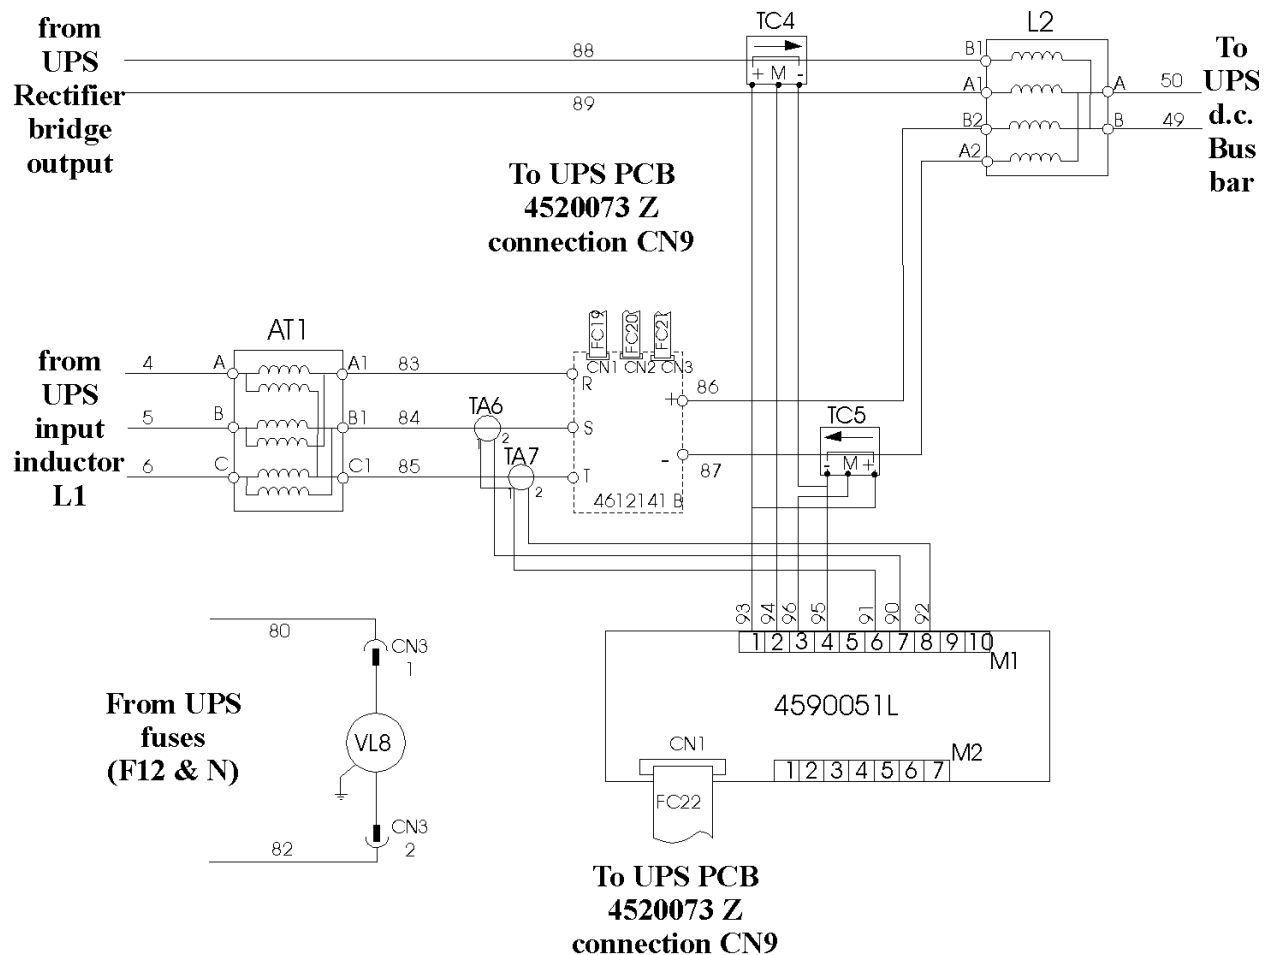 from
UPS
Rectifier
bridge
output
88
89
TC4
+ M -
L2
B1
A1
B2
A2
A
B
50
49
To
UPS
d.c.
Bus
bar
To UPS PCB
4520073 Z
connection CN9
from
UPS
input
inductor
L1
4
5
6
AT1
A
B
C
A1
B1
C1
83
84
85
TA6
1
2
TA7
1
2
FC19
FC20
FC21
CN1
CN2
CN3
R
S
T
+
-
4612141 B
86
87
TC5
- M +
93
94
96
95
91
90
92
1 2 3 4 5 6 7 8 9 10
M1
4590051L
M2
1 2 3 4 5 6 7
CN1
FC22
To UPS PCB
4520073 Z
connection CN9
From UPS
fuses
(F12 & N)
80
CN3
1
VL8
CN3
2
82